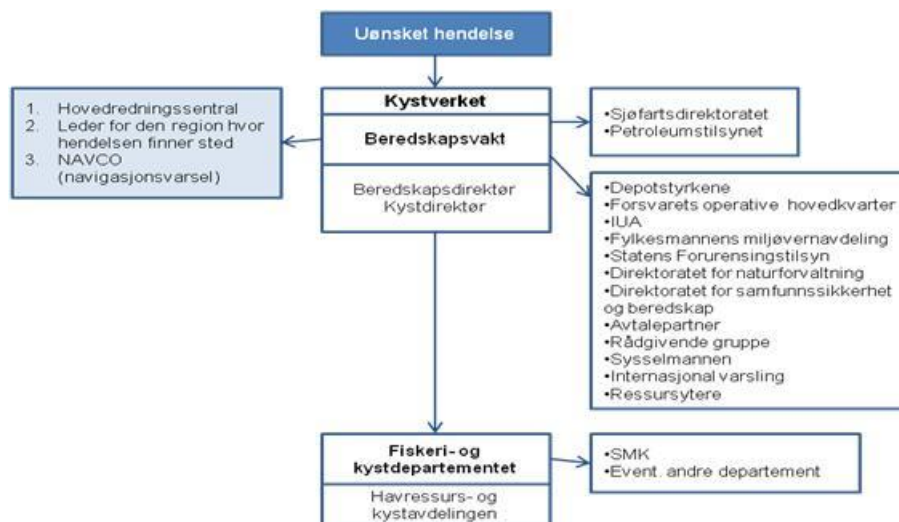 Uønsket hendelse
1. Hovedredningssentral
2. Leder for den region hvor
hendelsen finner sted
3. NAVCO
(navigasjonsvarsel)
Kystverket
Beredskapsvakt
Beredskapsdirektør
Kystdirektør
•Sjøfartsdirektoratet
•Petroleumstilsynet
•Depotstyrkene
•Forsvarets operative hovedkvarter
•IUA
•Fylkesmannens miljøvernavdeling
•Statens Forurensingstilsyn
•Direktoratet for naturforvaltning
•Direktoratet for samfunnssikkerhet
og beredskap
•Avtalepartner
•Rådgivende gruppe
•Sysselmannen
•Internasjonal varsling
•Ressursytere
Fiskeri- og
kystdepartementet
Havressurs- og
kystavdelingen
•SMK
•Event. andre departement